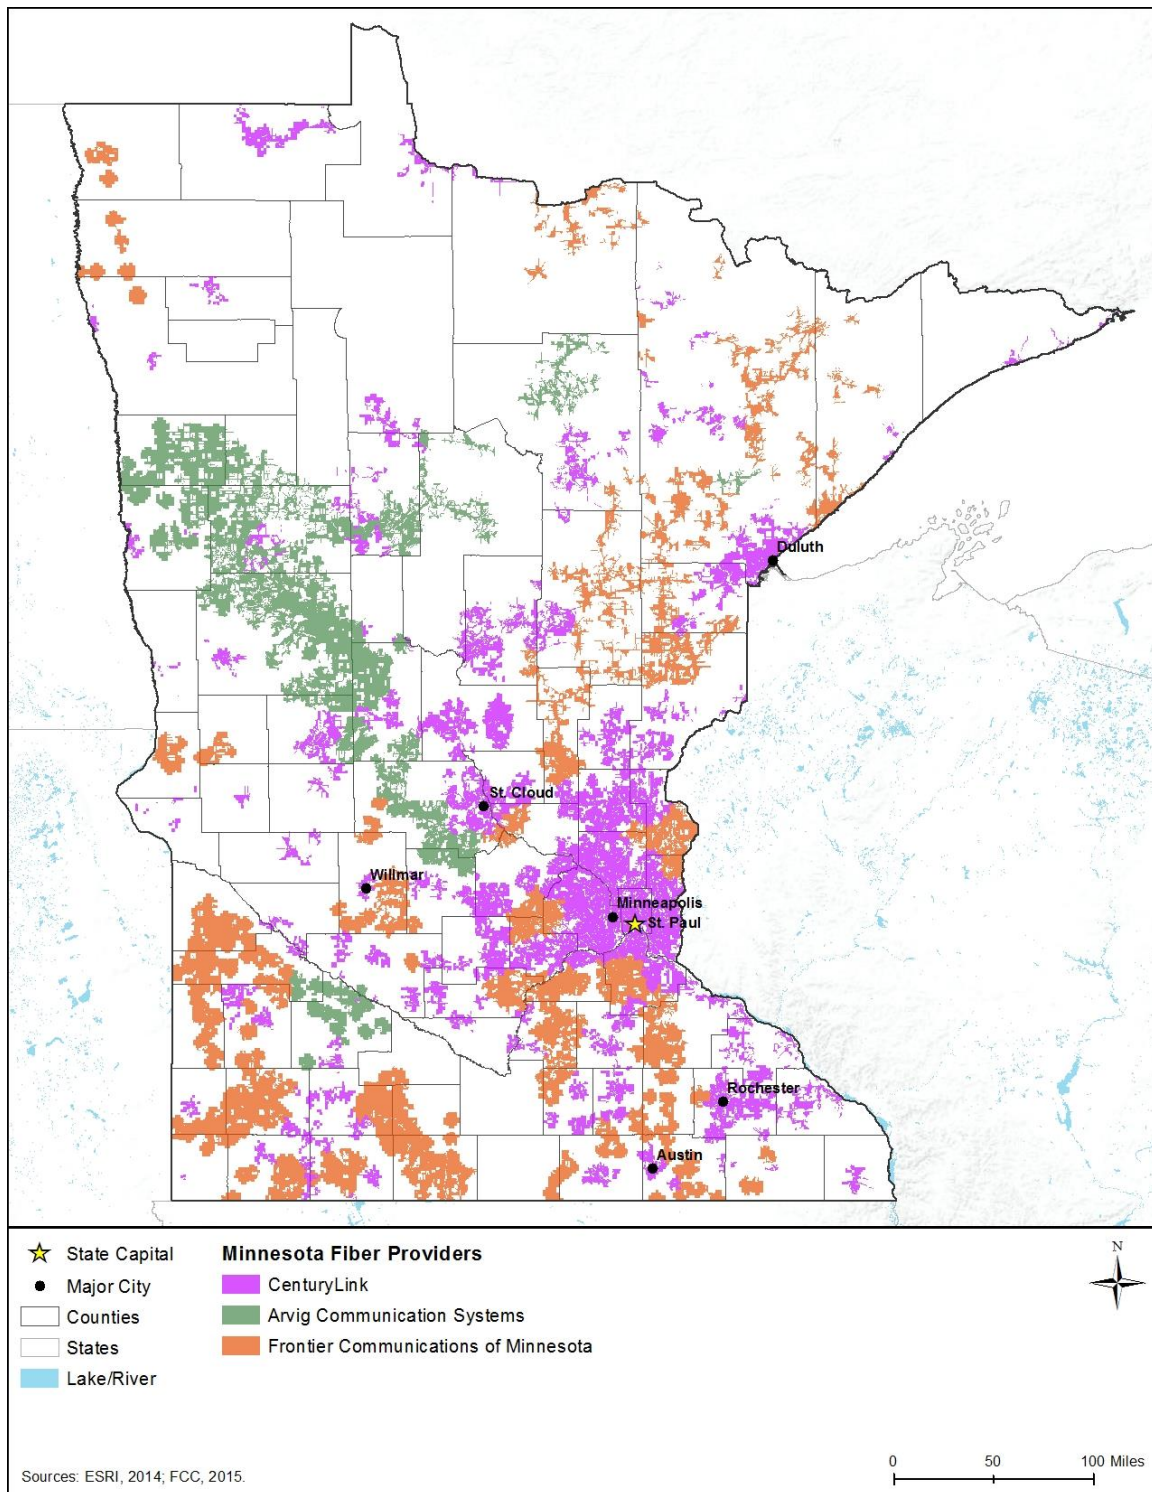 Duluth
St. Cloud
Willmar
Minneapolis
St. Paul
Rochester
Austin
State Capital
Major City
Counties
States
Lake/River
Minnesota Fiber Providers
CenturyLink
Arvig Communication Systems
Frontier Communications of Minnesota
N
0 50 100 Miles
Sources: ESRI, 2014; FCC, 2015.